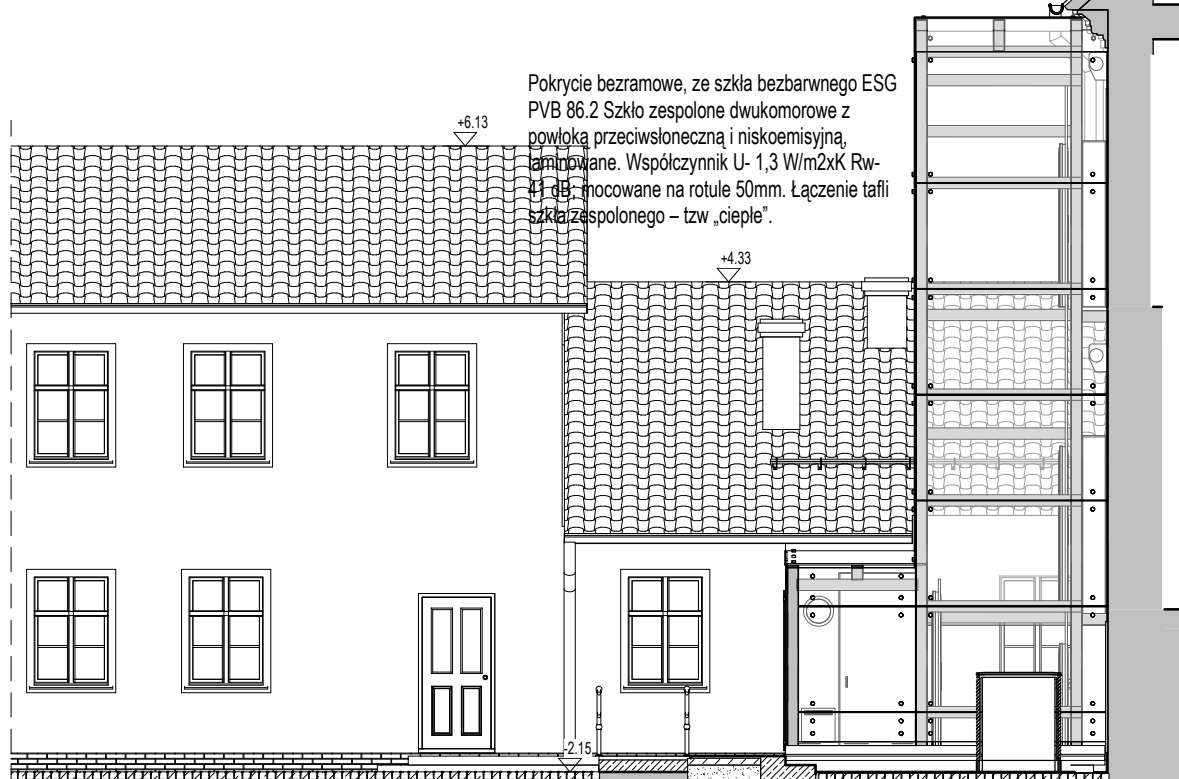 Pokrycie bezramowe, ze szkła bezbarwnego ESG
PVB 86.2 Szkło zespolone dwukomorowe z
powłoką przeciwsłoneczną i niskoemisyjną,
laminowane. Współczynnik U- 1,3 W/m2xK Rw-
41 dB; mocowane na rotule 50mm. Łączenie tafli
szkła zespolonego – tzw „ciepłe”.
+6.13
+4.33
-2.15